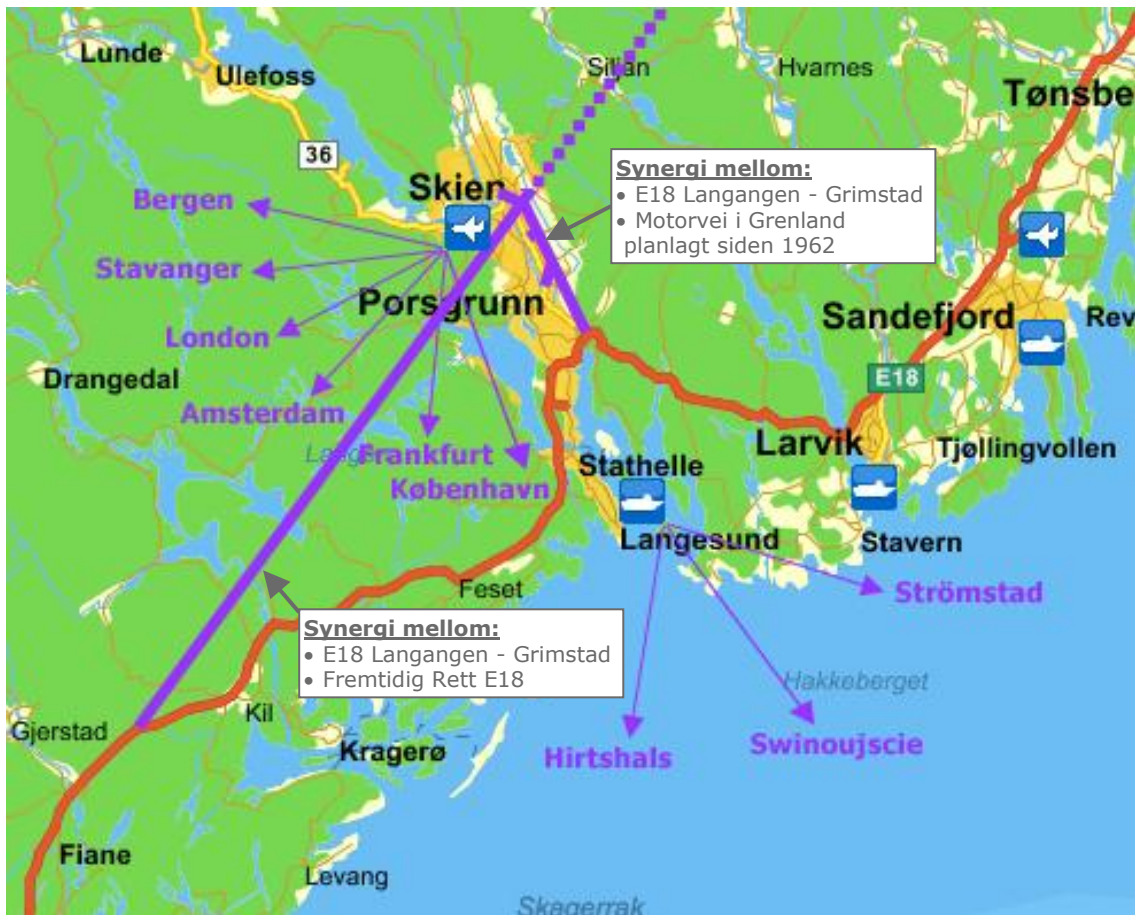 Lunde
Ulefoss
Siljan
Hvarnes
Tønsbe
36
Skien
Synergi mellom:
• E18 Langangen - Grimstad
• Motorvei i Grenland
planlagt siden 1962
Bergen
Stavanger
Porsgrunn
London
Sandefjord
Rev
Drangedal
E18
Amsterdam
Frankfurt
København
Stathelle
Larvik
Tjøllingvollen
Langesund
Stavern
Feset
Strömstad
Synergi mellom:
• E18 Langangen - Grimstad
• Fremtidig Rett E18
Hakkeberget
Gjerstad
Kil
Kragerø
Hirtshals
Swinoujscie
Fiane
Levang
Skagerrak